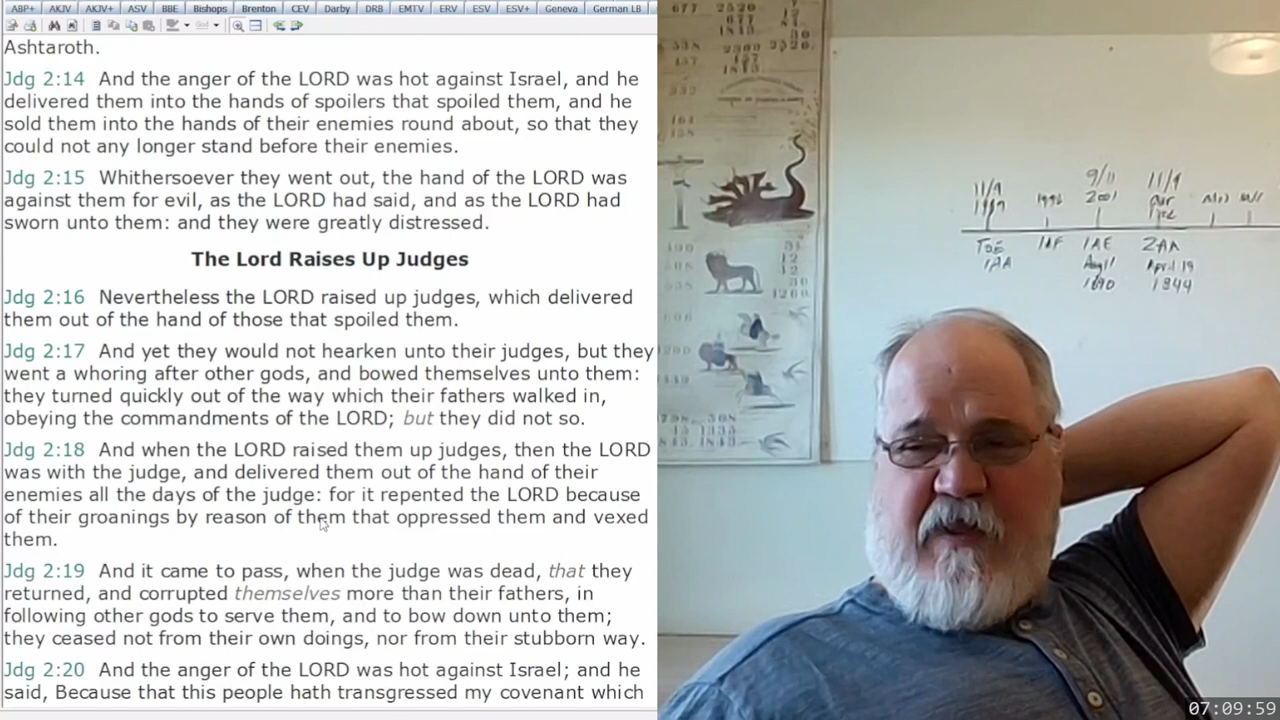 ABP+ AKJV AKJV+ ASV BBE Bishops Brenton CEV Darby DRB EMTV ERV ESV ESV+ Geneva German LB
Ashtaroth.
Jdg 2:14 And the anger of the LORD was hot against Israel, and he
delivered them into the hands of spoilers that spoiled them, and he
sold them into the hands of their enemies round about, so that they
could not any longer stand before their enemies.
Jdg 2:15 Whithersoever they went out, the hand of the LORD was
against them for evil, as the LORD had said, and as the LORD had
sworn unto them: and they were greatly distressed.
The Lord Raises Up Judges
Jdg 2:16 Nevertheless the LORD raised up judges, which delivered
them out of the hand of those that spoiled them.
Jdg 2:17 And yet they would not hearken unto their judges, but they
went a whoring after other gods, and bowed themselves unto them:
they turned quickly out of the way which their fathers walked in,
obeying the commandments of the LORD; but they did not so.
Jdg 2:18 And when the LORD raised them up judges, then the LORD
was with the judge, and delivered them out of the hand of their
enemies all the days of the judge: for it repented the LORD because
of their groanings by reason of them that oppressed them and vexed
them.
Jdg 2:19 And it came to pass, when the judge was dead, that they
returned, and corrupted themselves more than their fathers, in
following other gods to serve them, and to bow down unto them;
they ceased not from their own doings, nor from their stubborn way.
Jdg 2:20 And the anger of the LORD was hot against Israel; and he
said, Because that this people hath transgressed my covenant which
677 2520
1843
31
12
12
30
1260
9/11
11/9 11/9
1989 2001
IAE
1AA
Aug 11 April 19
1844
07:09:59